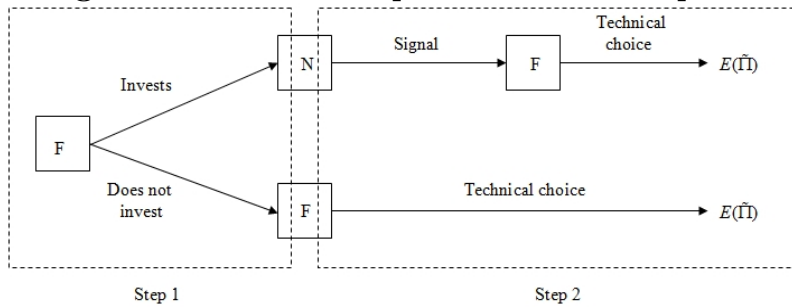 Technical
choice
N
Signal
F
E(Π̃)
Invests
F
Does not
invest
F
Technical choice
E(Π̃)
Step 1
Step 2